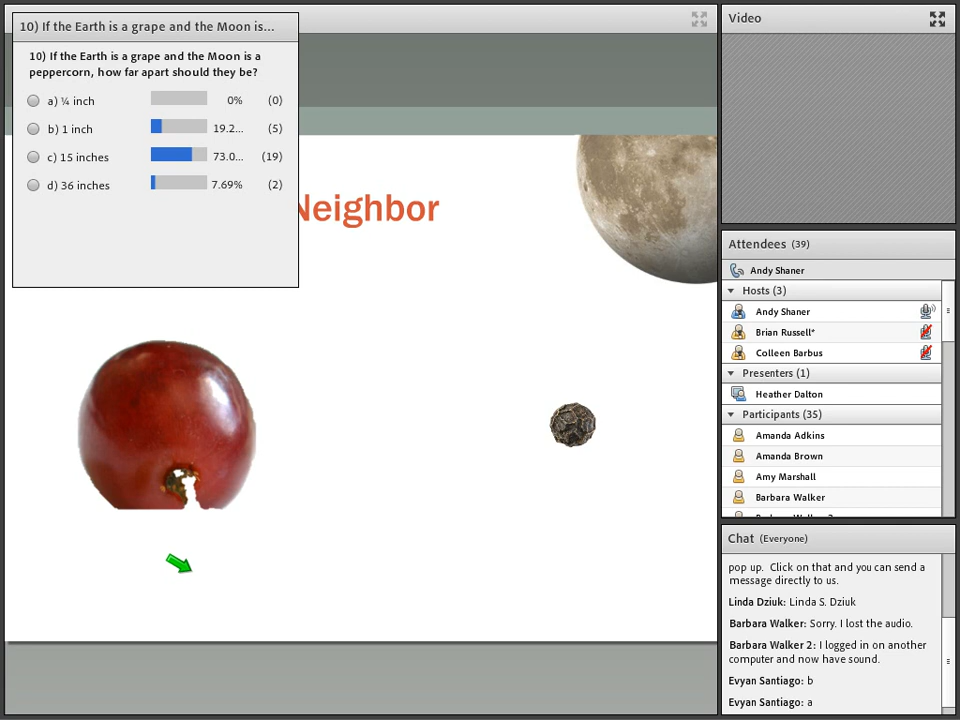 10) If the Earth is a grape and the Moon is...
10) If the Earth is a grape and the Moon is a
peppercorn, how far apart should they be?
a) ¼ inch 0% (0)
b) 1 inch 19.2... (5)
c) 15 inches 73.0... (19)
d) 36 inches 7.69% (2)
Neighbor
Video
Attendees (39)
Andy Shaner
Hosts (3)
Andy Shaner
Brian Russell*
Colleen Barbus
Presenters (1)
Heather Dalton
Participants (35)
Amanda Adkins
Amanda Brown
Amy Marshall
Barbara Walker
Barbara Walker 2
Chat (Everyone)
pop up. Click on that and you can send a
message directly to us.
Linda Dziuk: Linda S. Dziuk
Barbara Walker: Sorry. I lost the audio.
Barbara Walker 2: I logged in on another
computer and now have sound.
Evyan Santiago: b
Evyan Santiago: a